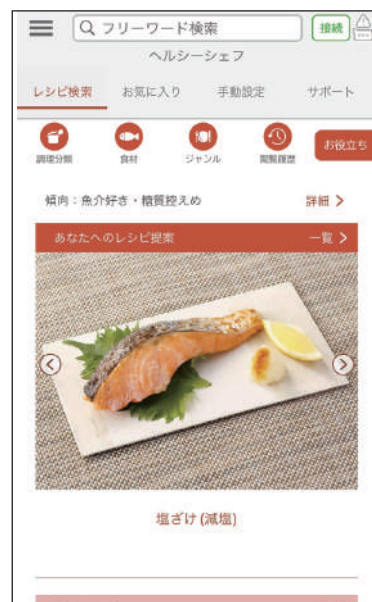 フリーワード検索
接続
ヘルシーシェフ
レシピ検索 お気に入り 手動設定 サポート
調理分類 食材 ジャンル 閲覧履歴 お役立ち
傾向：魚介好き・糖質控えめ 詳細
あなたへのレシピ提案 一覧
塩ざけ(減塩)